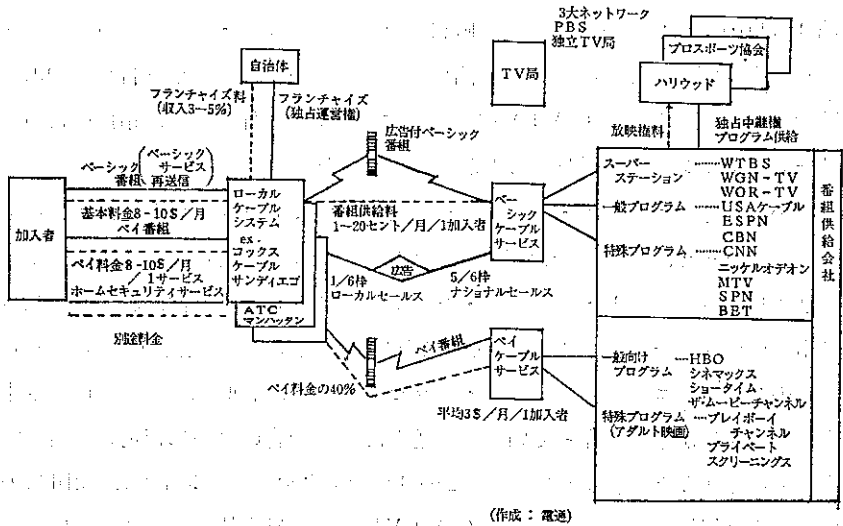 3大ネットワーク
PBS
独立TV局
TV局
プロスポーツ協会
ハリウッド
自治体
フランチャイズ料
(収入3~5%)
フランチャイズ
(独占運営権)
広告付ベーシック
番組
放映権料
独占中継権
プログラム供給
ベーシック
番組
(ベーシック
サービス
再送信)
加入者
基本料金8-10$/月
ペイ番組
ペイ料金8-10$/月
/1サービス
ホームセキュリティサービス
別途料金
ローカル
ケーブル
システム
ex.
コックス
ケーブル
サンディエゴ
ATC
マンハッタン
番組供給料
1~20セント/月/1加入者
広告
1/6枠
ローカルセールス
5/6枠
ナショナルセールス
ベー
シック
ケーブル
サービス
ペイ番組
ペイ料金の40%
ペイ
ケーブル
サービス
平均3$/月/1加入者
スーパー……WTBS
ステーション WGN-TV
WOR-TV
一般プログラム……USAケーブル
ESPN
CBN
特殊プログラム……CNN
ニッケルオデオン
MTV
SPN
BET
一般向け―HBO
プログラム シネマックス
ショータイム
ザ・ムービーチャンネル
特殊プログラム…プレイボーイ
(アダルト映画) チャンネル
プライベート
スクリーニングス
番組供給会社
(作成:電通)